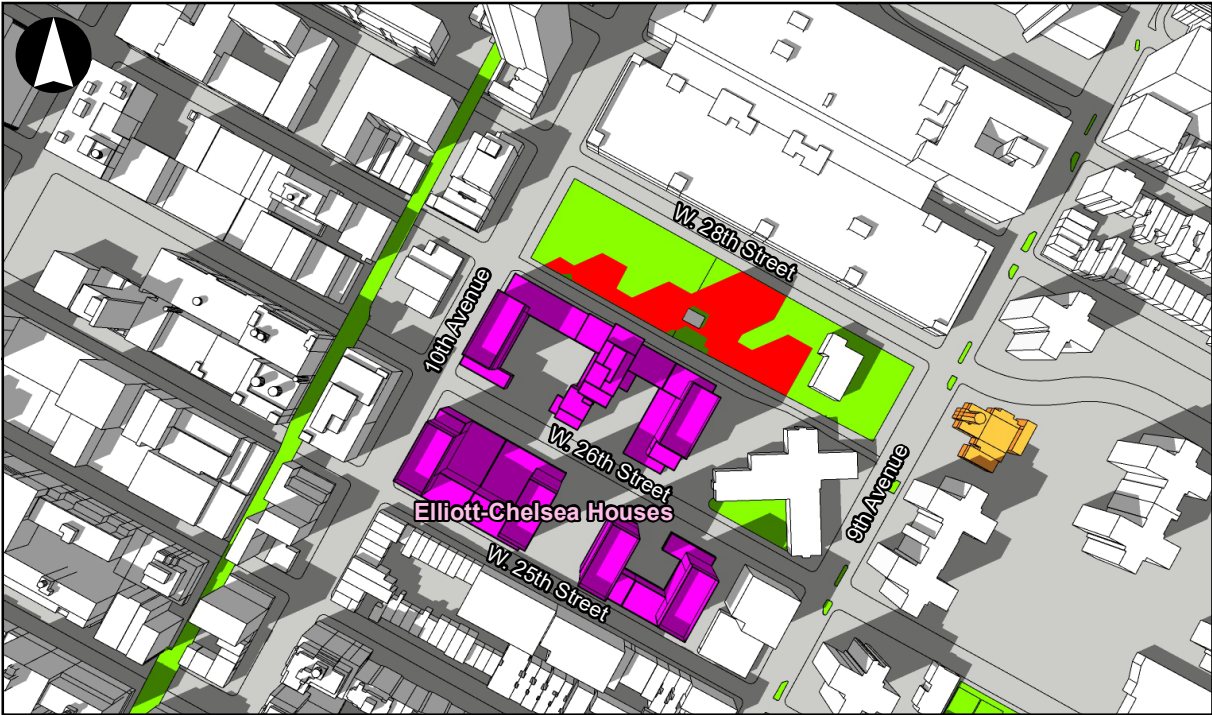 W. 28th Street
10th Avenue
W. 26th Street
9th Avenue
Elliott-Chelsea Houses
W. 25th Street